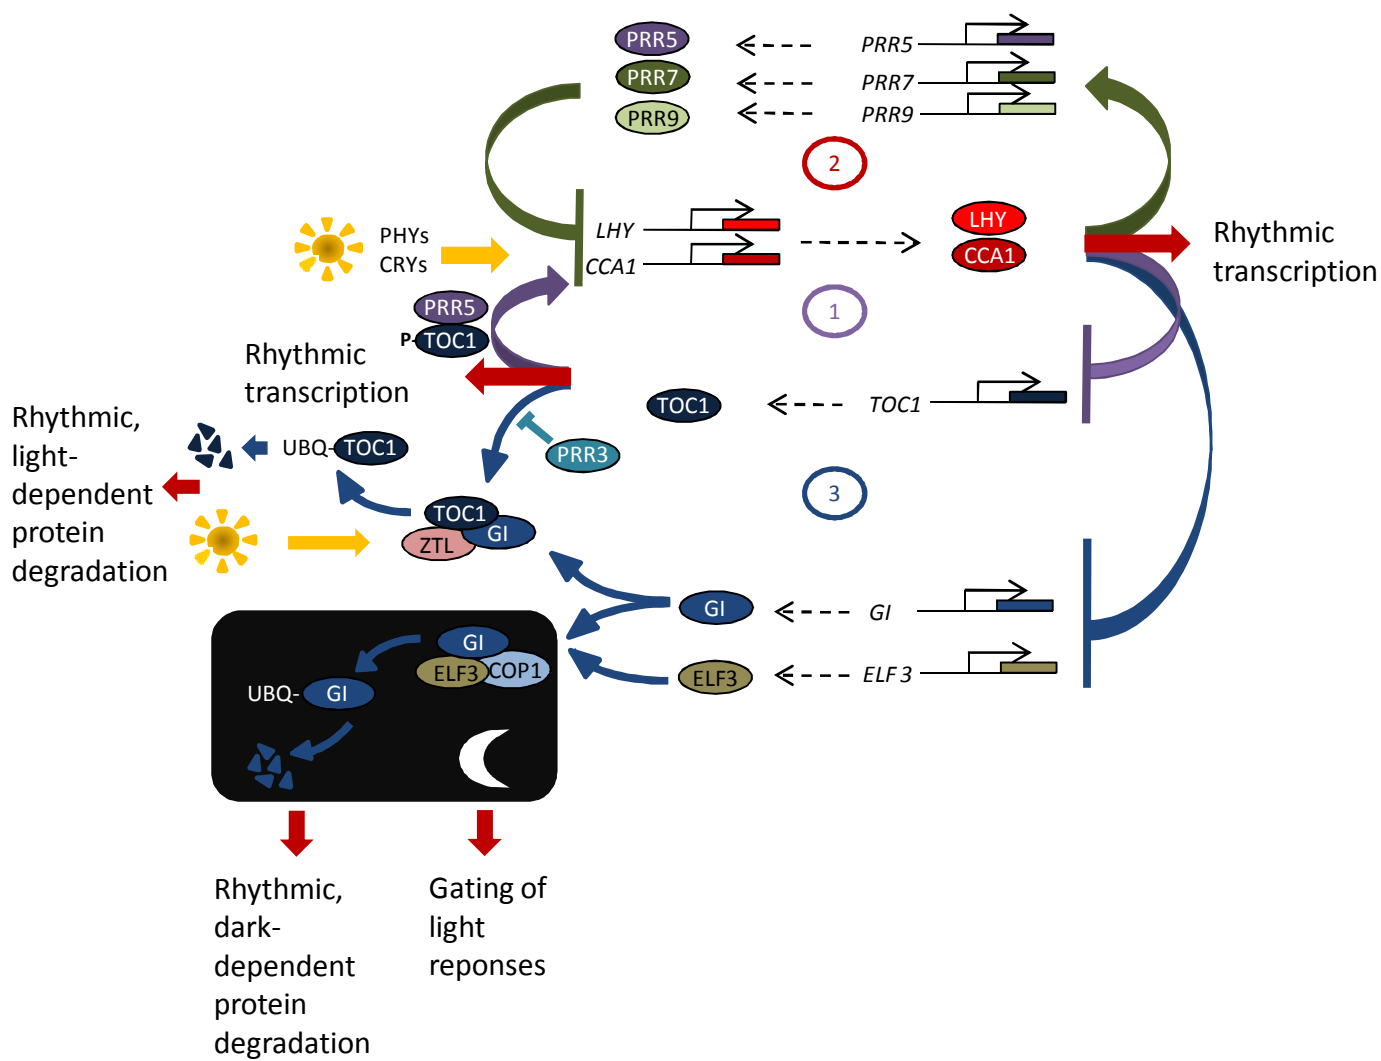 PRR5
PRR5
PRR7
PRR7
PRR9
PRR9
2
PHYs
CRYs
LHY
CCA1
LHY
CCA1
Rhythmic
transcription
PRR5
P-TOC1
1
Rhythmic
transcription
TOC1
TOC1
Rhythmic,
light-
dependent
protein
degradation
UBQ-TOC1
PRR3
3
TOC1
GI
ZTL
GI
GI
ELF3
ELF3
GI
ELF3
COP1
UBQ-GI
Rhythmic,
dark-
dependent
protein
degradation
Gating of
light
reponses